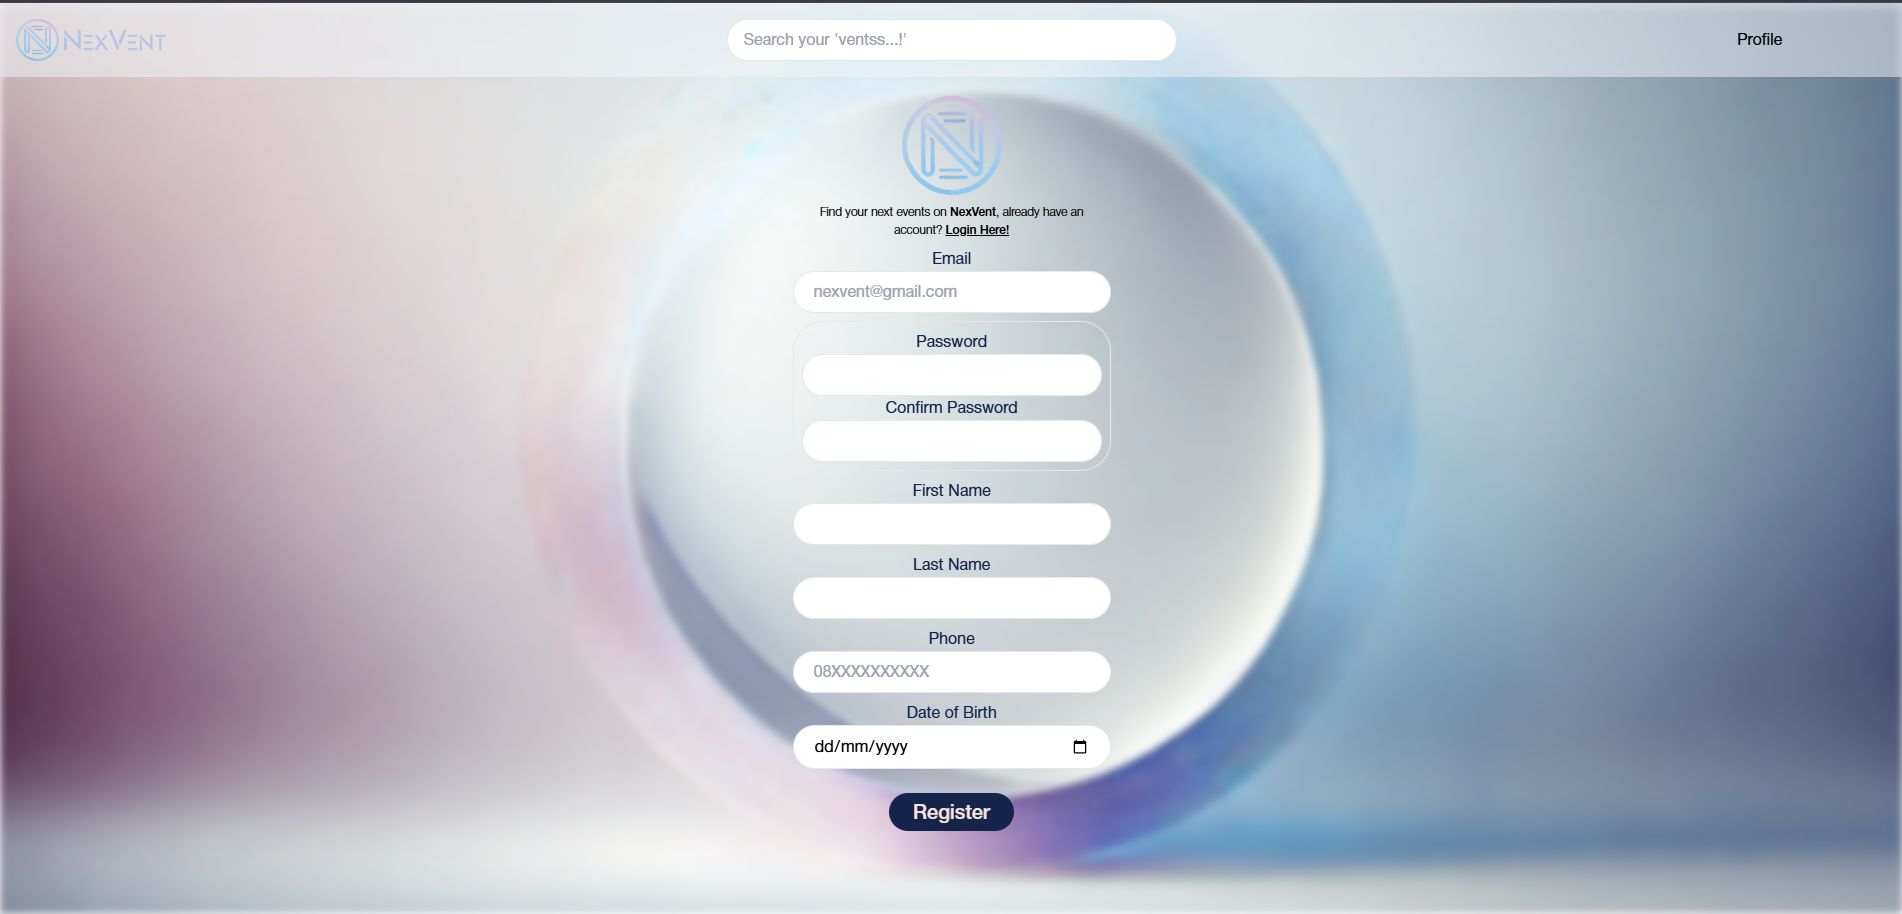 NexVent
Search your 'ventss...!'
Profile
Find your next events on NexVent, already have an
account? Login Here!
Email
nexvent@gmail.com
Password
Confirm Password
First Name
Last Name
Phone
08XXXXXXXXXX
Date of Birth
dd/mm/yyyy
Register